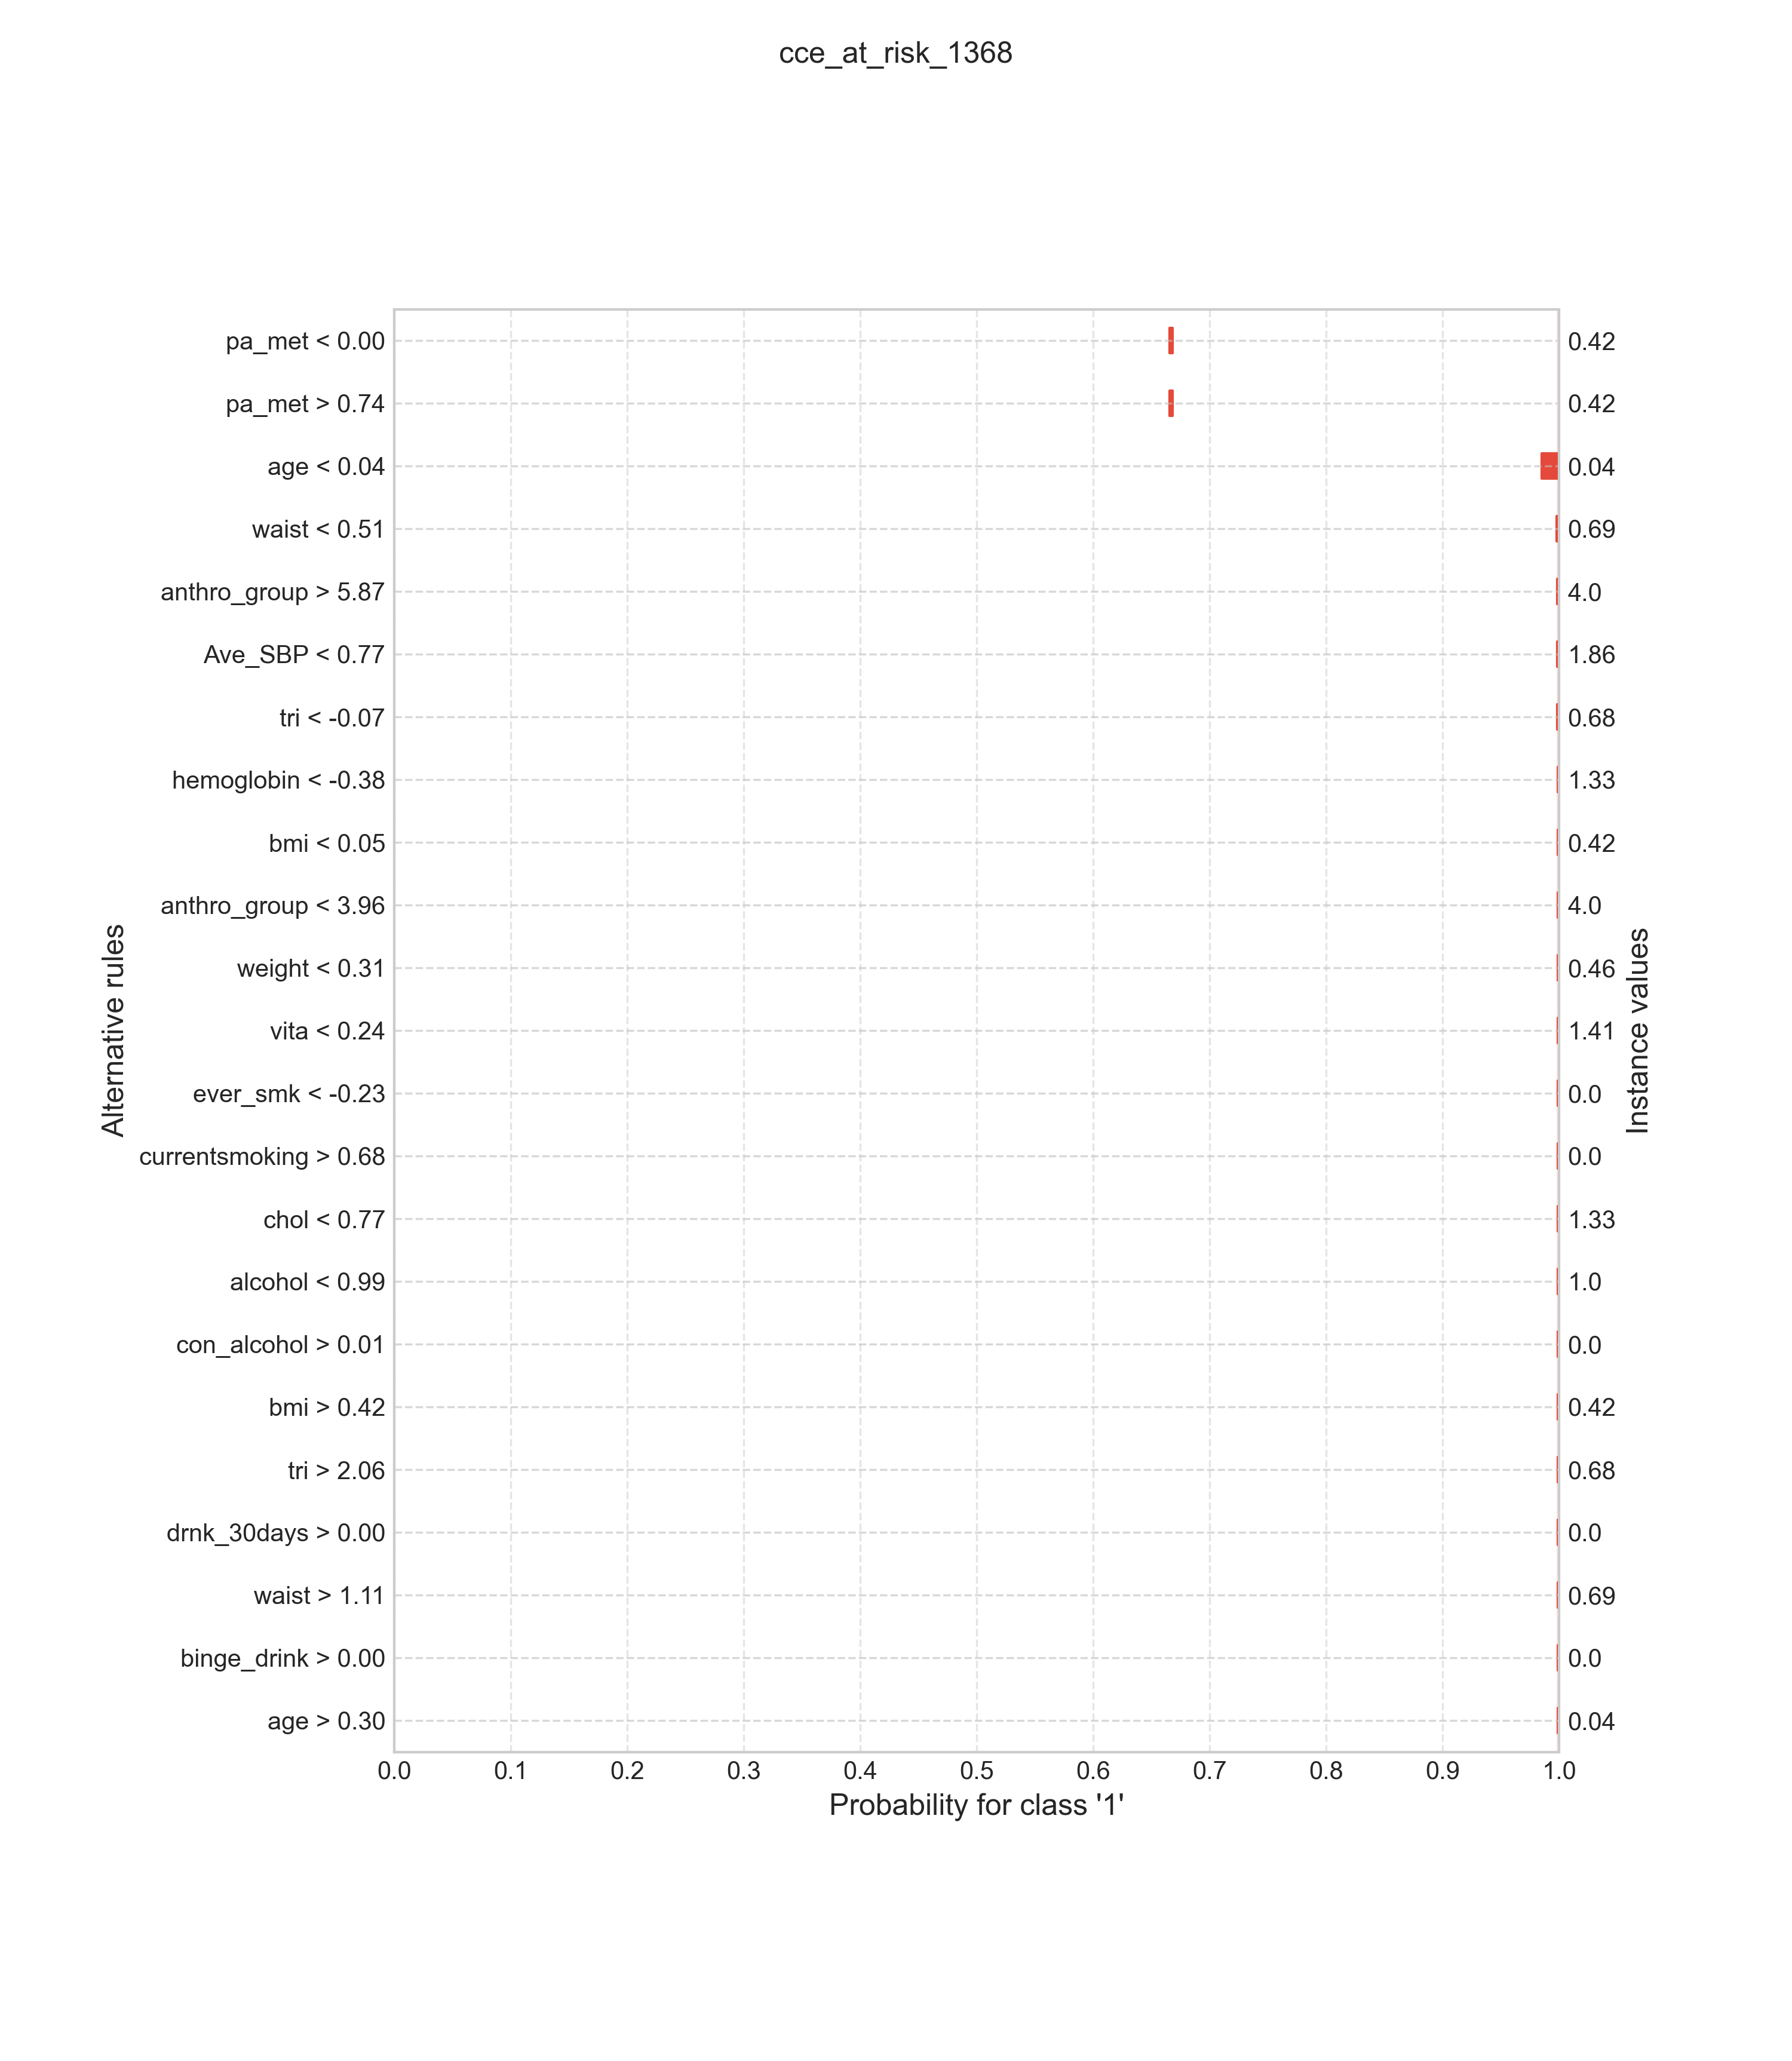 cce_at_risk_1368
pa_met < 0.00 0.42
pa_met > 0.74 0.42
age < 0.04 0.04
waist < 0.51 0.69
anthro_group > 5.87 4.0
Ave_SBP < 0.77 1.86
tri < -0.07 0.68
hemoglobin < -0.38 1.33
bmi < 0.05 0.42
anthro_group < 3.96 4.0
weight < 0.31 0.46
vita < 0.24 1.41
ever_smk < -0.23 0.0
currentsmoking > 0.68 0.0
chol < 0.77 1.33
alcohol < 0.99 1.0
con_alcohol > 0.01 0.0
bmi > 0.42 0.42
tri > 2.06 0.68
drnk_30days > 0.00 0.0
waist > 1.11 0.69
binge_drink > 0.00 0.0
age > 0.30 0.04
Alternative rules
Instance values
0.0 0.1 0.2 0.3 0.4 0.5 0.6 0.7 0.8 0.9 1.0
Probability for class '1'